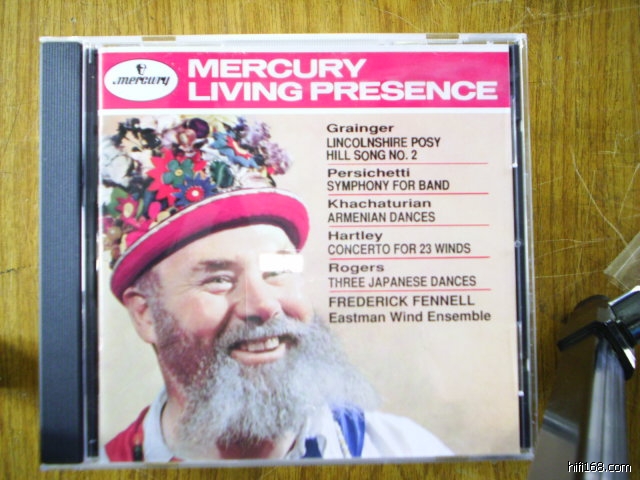 mercury
MERCURY
LIVING PRESENCE
Grainger
LINCOLNSHIRE POSY
HILL SONG NO. 2
Persichetti
SYMPHONY FOR BAND
Khachaturian
ARMENIAN DANCES
Hartley
CONCERTO FOR 23 WINDS
Rogers
THREE JAPANESE DANCES
FREDERICK FENNELL
Eastman Wind Ensemble
hifi168.com